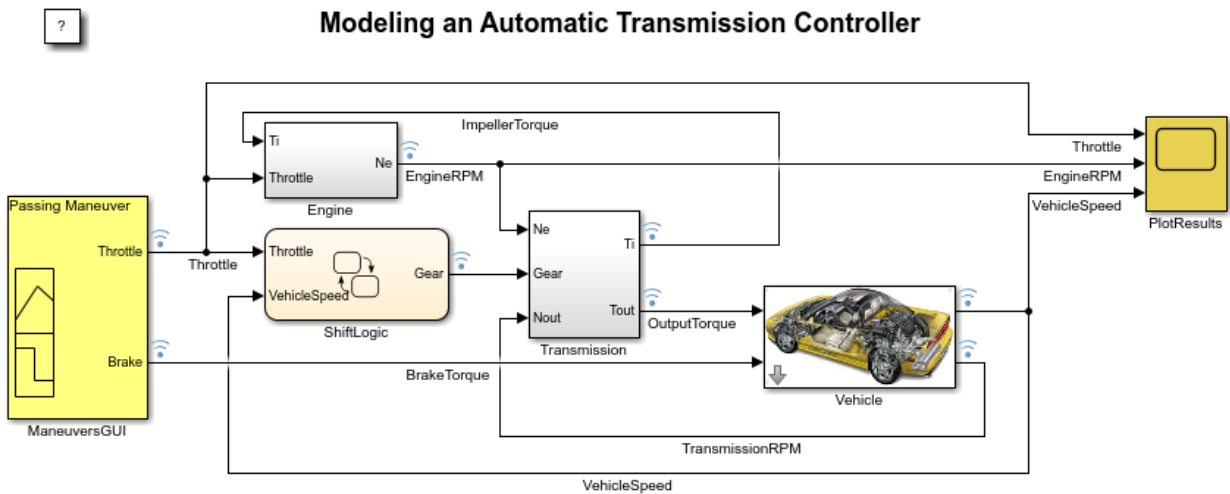 ?
Modeling an Automatic Transmission Controller
ImpellerTorque
Ti
Throttle
Ne
EngineRPM
Engine
Throttle
EngineRPM
VehicleSpeed
PlotResults
Passing Maneuver
Throttle
Brake
ManeuversGUI
Throttle
Throttle
VehicleSpeed
Gear
ShiftLogic
Ne
Gear
Nout
Ti
Tout
Transmission
OutputTorque
BrakeTorque
Vehicle
TransmissionRPM
VehicleSpeed